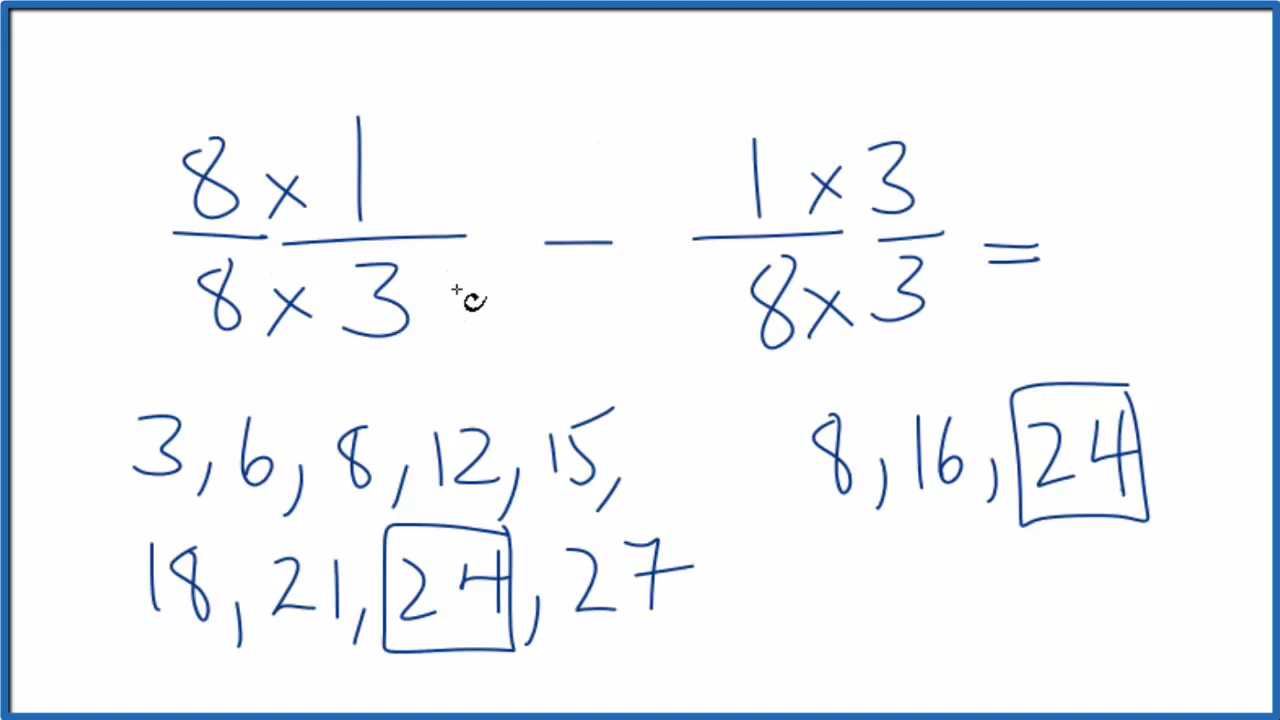 8 x 1 — 1 x 3 =
8 x 3 8 x 3
3, 6, 8, 12, 15,
8, 16, 24
18, 21, 24, 27